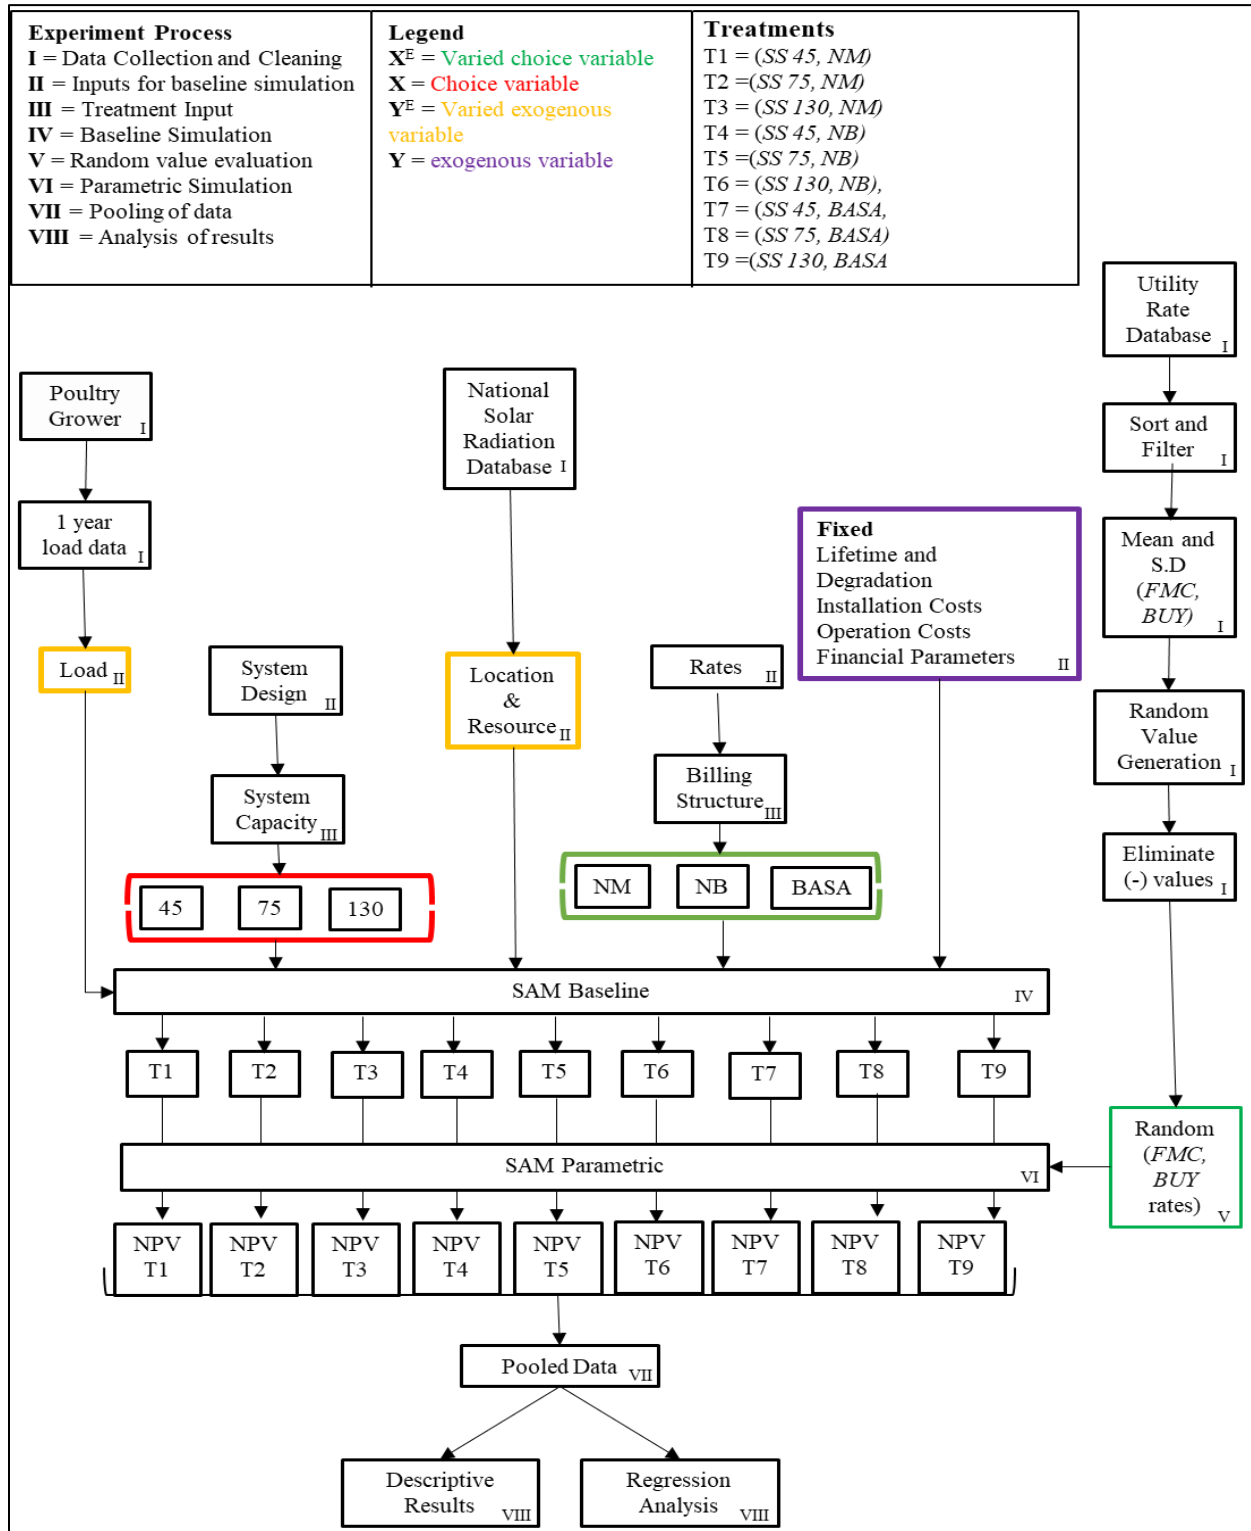 Experiment Process
I = Data Collection and Cleaning
II = Inputs for baseline simulation
III = Treatment Input
IV = Baseline Simulation
V = Random value evaluation
VI = Parametric Simulation
VII = Pooling of data
VIII = Analysis of results
Legend
Xᴱ = Varied choice variable
X = Choice variable
Yᴱ = Varied exogenous
variable
Y = exogenous variable
Treatments
T1 = (SS 45, NM)
T2 =(SS 75, NM)
T3 = (SS 130, NM)
T4 = (SS 45, NB)
T5 = (SS 75, NB)
T6 = (SS 130, NB),
T7 = (SS 45, BASA,
T8 = (SS 75, BASA)
T9 =(SS 130, BASA
Utility
Rate
Database I
Poultry
Grower I
National
Solar
Radiation
Database I
Sort and
Filter I
1 year
load data I
Fixed
Lifetime and
Degradation
Installation Costs
Operation Costs
Financial Parameters II
Mean and
S.D
(FMC,
BUY) I
Load II
System
Design II
Location
&
Resource II
Rates II
Random
Value
Generation I
System
Capacity III
Billing
Structure III
Eliminate
(-) values I
45 75 130
NM NB BASA
SAM Baseline IV
T1 T2 T3 T4 T5 T6 T7 T8 T9
SAM Parametric VI
Random
(FMC,
BUY
rates) V
NPV NPV NPV NPV NPV NPV NPV NPV NPV
T1 T2 T3 T4 T5 T6 T7 T8 T9
Pooled Data VII
Descriptive
Results VIII
Regression
Analysis VIII